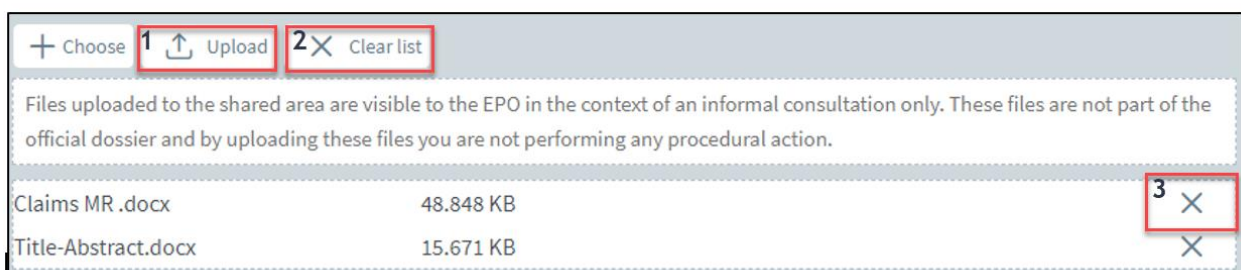 + Choose 1 Upload 2 × Clear list
Files uploaded to the shared area are visible to the EPO in the context of an informal consultation only. These files are not part of the
official dossier and by uploading these files you are not performing any procedural action.
Claims MR .docx 48.848 KB 3 ×
Title-Abstract.docx 15.671 KB ×